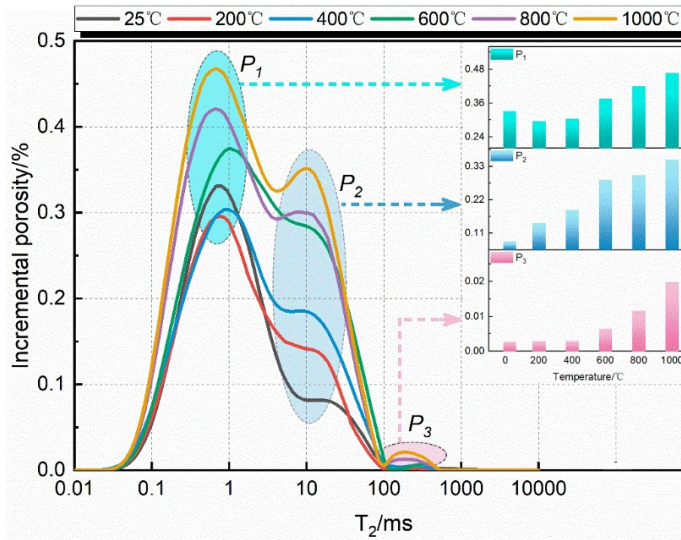 25℃ 200℃ 400℃ 600℃ 800℃ 1000℃
Incremental porosity/%
0.5
0.4
0.3
0.2
0.1
0.0
0.01 0.1 1 10 100 1000 10000
T₂/ms
P₁
P₂
P₃
P₁
0.48
0.36
0.24
P₂
0.33
0.22
0.11
P₃
0.02
0.01
0.00
0 200 400 600 800 1000
Temperature/℃